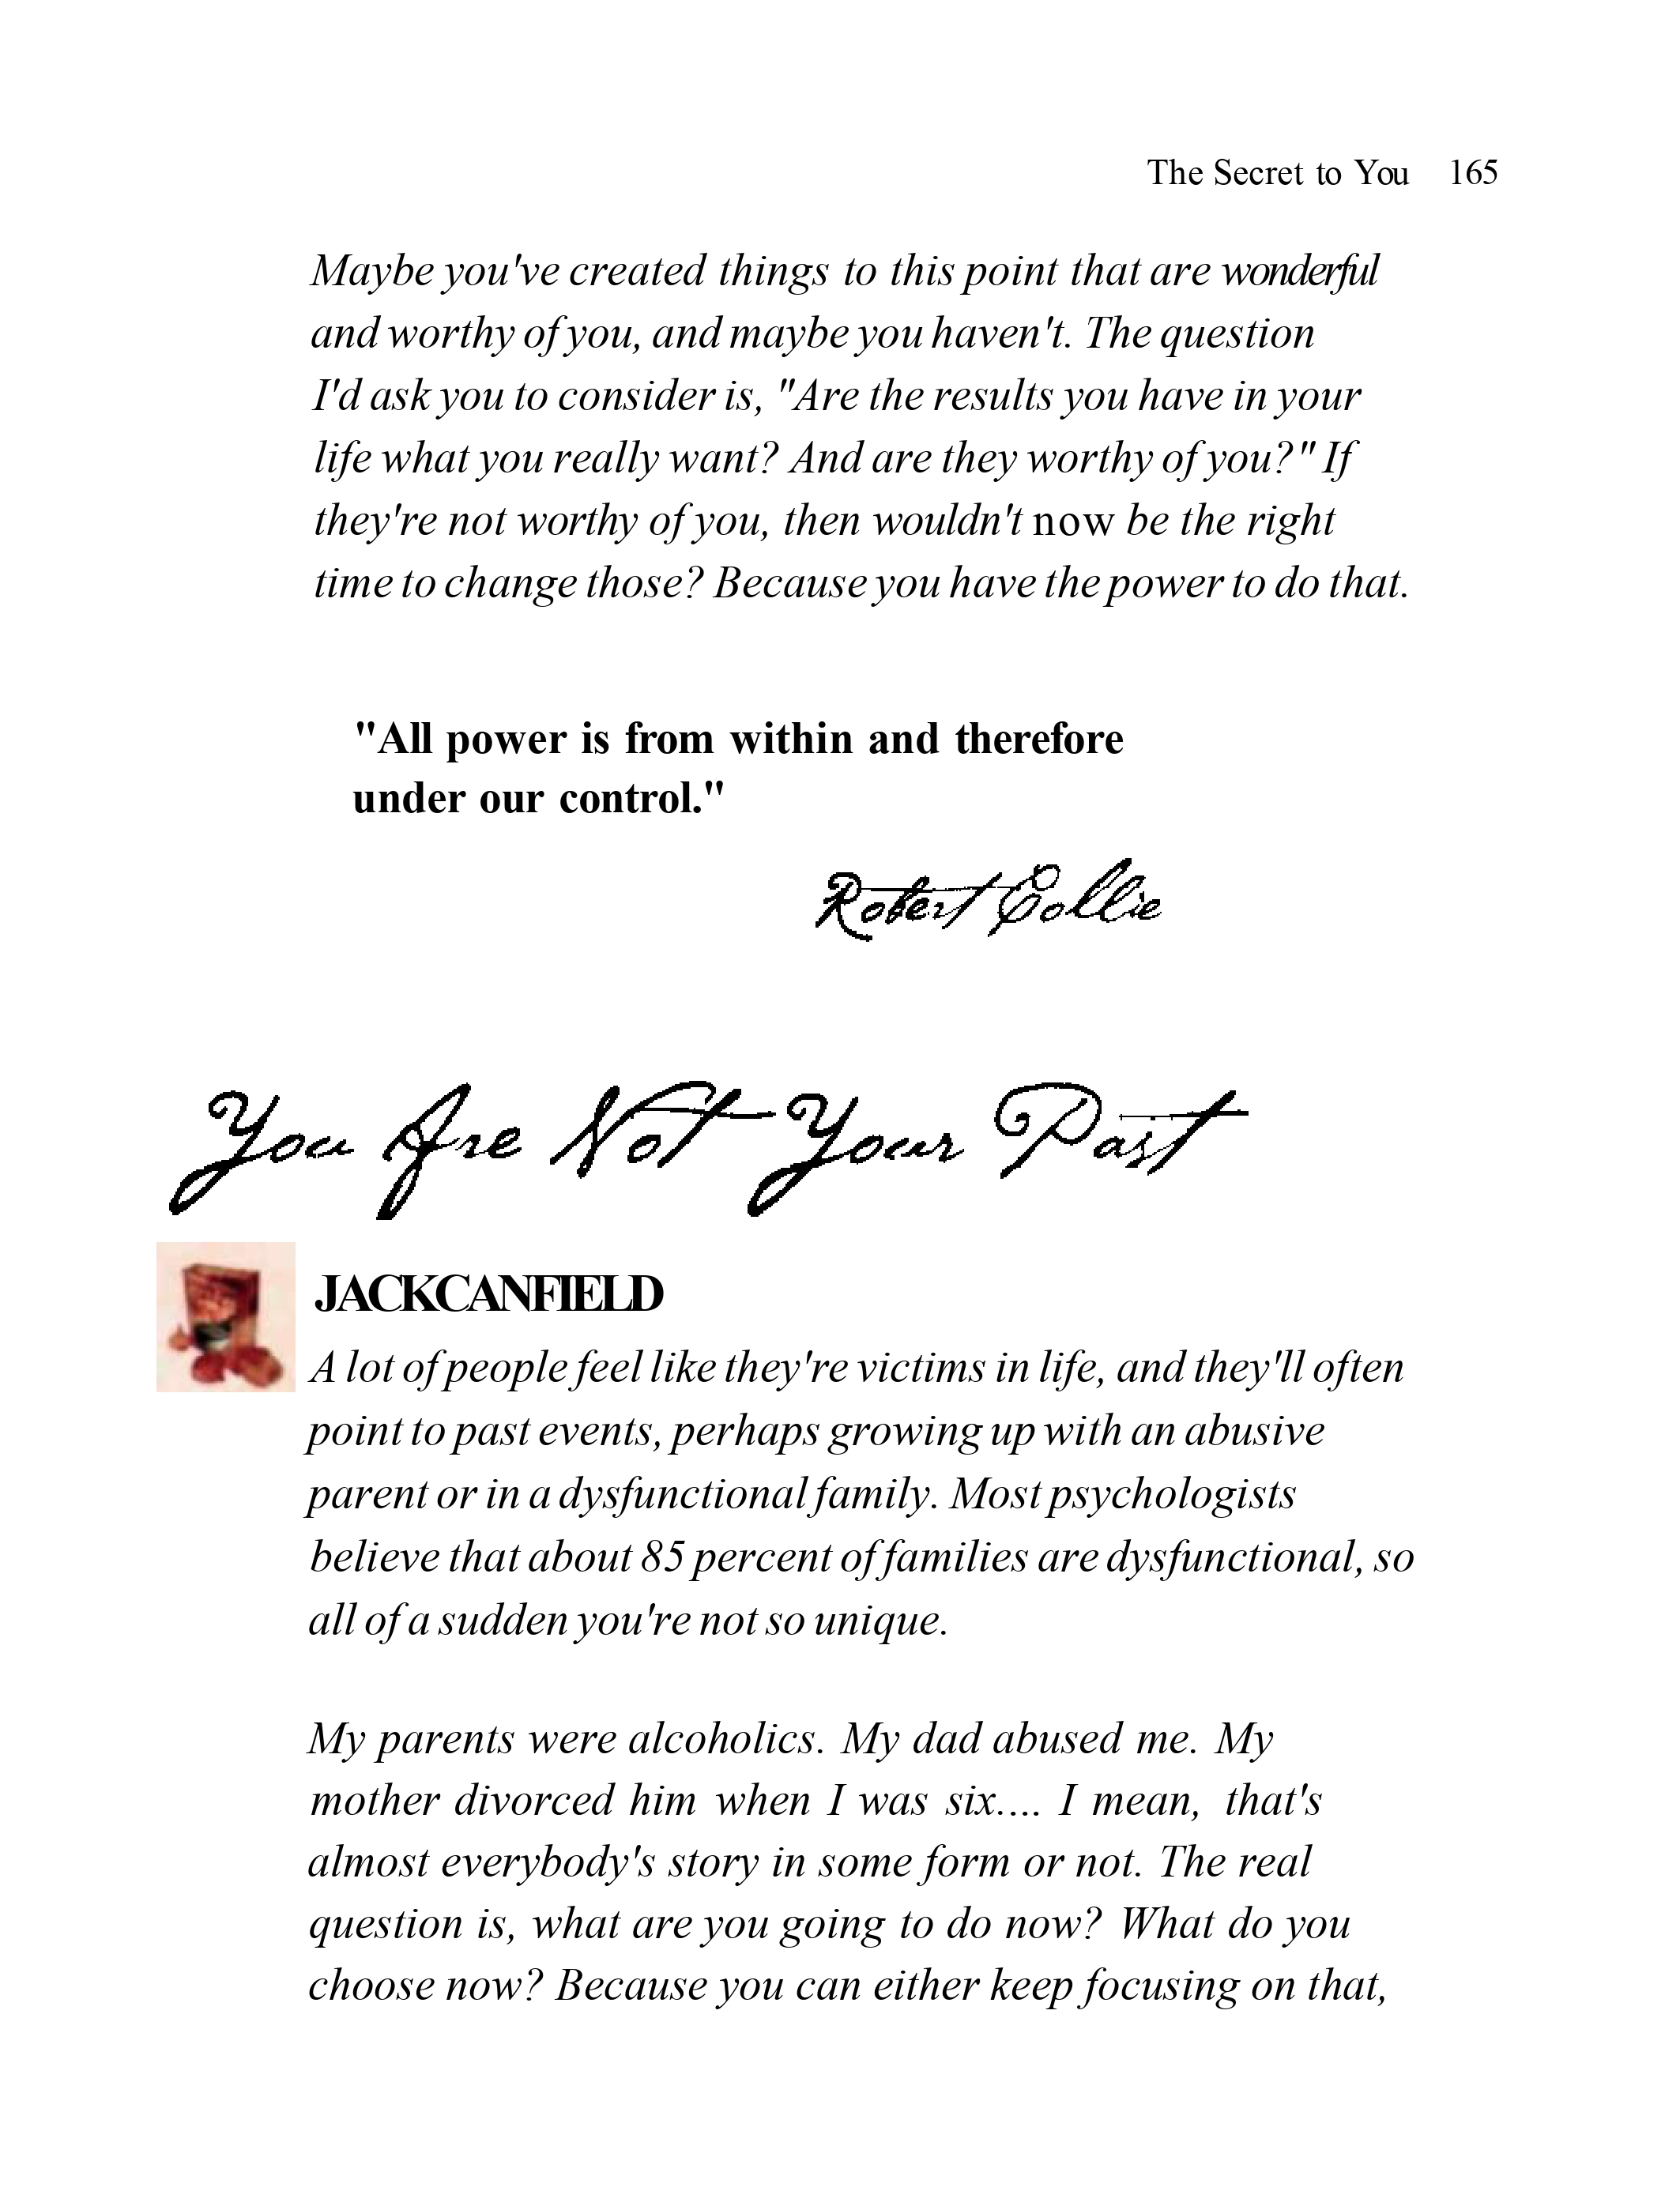 The Secret to You 165
Maybe you've created things to this point that are wonderful
and worthy of you, and maybe you haven't. The question
I'd ask you to consider is, "Are the results you have in your
life what you really want? And are they worthy of you?" If
they're not worthy of you, then wouldn't now be the right
time to change those? Because you have the power to do that.
"All power is from within and therefore
under our control."
Robert Collie
You Are Not Your Past
JACKCANFIELD
A lot of people feel like they're victims in life, and they'll often
point to past events, perhaps growing up with an abusive
parent or in a dysfunctional family. Most psychologists
believe that about 85 percent of families are dysfunctional, so
all of a sudden you're not so unique.
My parents were alcoholics. My dad abused me. My
mother divorced him when I was six.... I mean, that's
almost everybody's story in some form or not. The real
question is, what are you going to do now? What do you
choose now? Because you can either keep focusing on that,